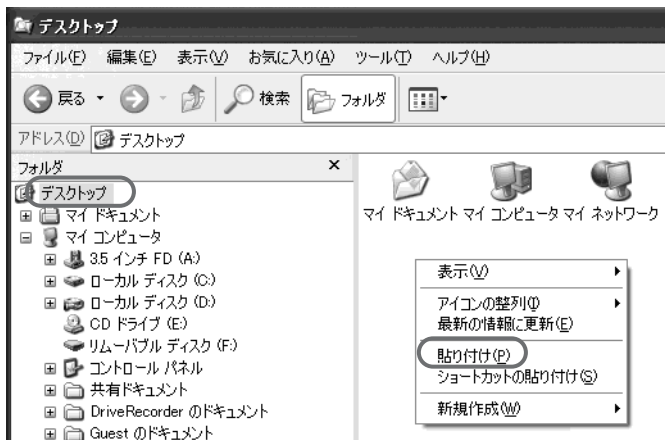 デスクトップ
ファイル(F) 編集(E) 表示(V) お気に入り(A) ツール(T) ヘルプ(H)
戻る 検索 フォルダ
アドレス(D) デスクトップ
フォルダ ×
デスクトップ
マイ ドキュメント
マイ コンピュータ
3.5 インチ FD (A:)
ローカル ディスク (C:)
ローカル ディスク (D:)
CD ドライブ (E:)
リムーバブル ディスク (F:)
コントロール パネル
共有ドキュメント
DriveRecorder のドキュメント
Guest のドキュメント
マイ ドキュメント マイ コンピュータ マイ ネットワーク
表示(V)
アイコンの整列(I)
最新の情報に更新(E)
貼り付け(P)
ショートカットの貼り付け(S)
新規作成(W)